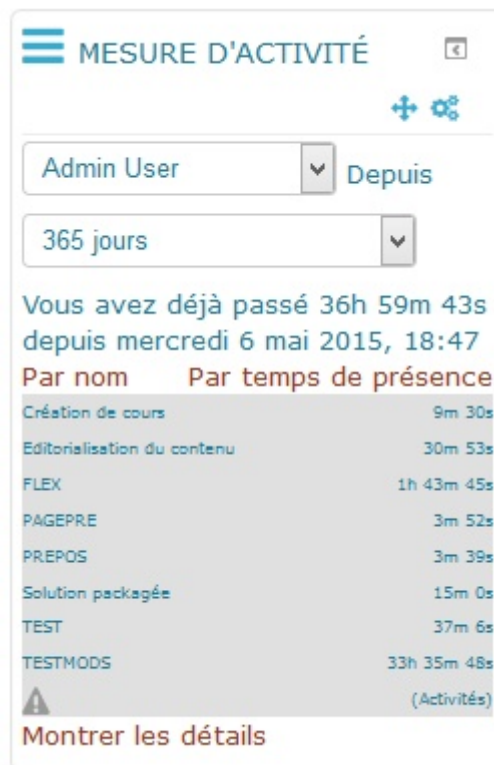 MESURE D'ACTIVITÉ
Admin User Depuis
365 jours
Vous avez déjà passé 36h 59m 43s
depuis mercredi 6 mai 2015, 18:47
Par nom Par temps de présence
Création de cours 9m 30s
Editorialisation du contenu 30m 53s
FLEX 1h 43m 45s
PAGEPRE 3m 52s
PREPOS 3m 39s
Solution packagée 15m 0s
TEST 37m 6s
TESTMODS 33h 35m 48s
(Activités)
Montrer les détails